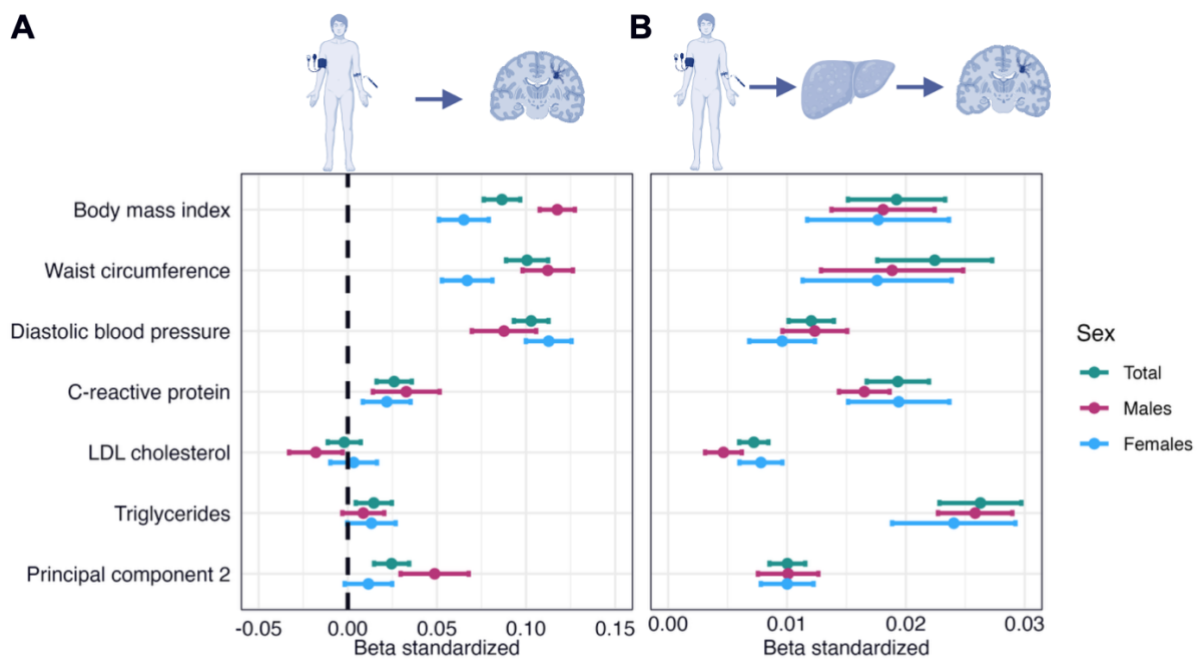 A B
Body mass index
Waist circumference
Diastolic blood pressure
C-reactive protein
LDL cholesterol
Triglycerides
Principal component 2
-0.05 0.00 0.05 0.10 0.15
Beta standardized
0.00 0.01 0.02 0.03
Beta standardized
Sex
Total
Males
Females